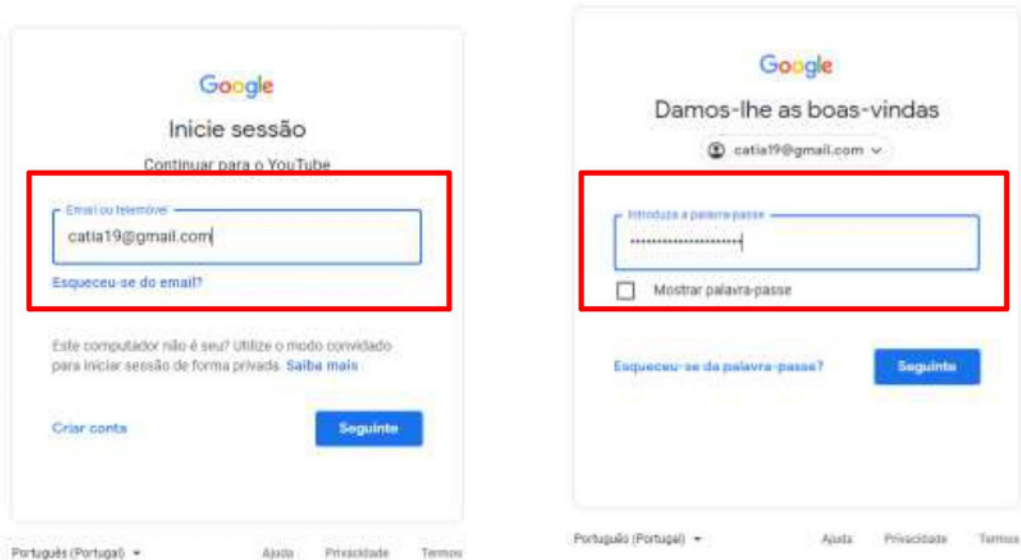 Google
Inicie sessão
Continuar para o YouTube
Email ou telemóvel
catia19@gmail.com
Esqueceu-se do email?
Este computador não é seu? Utilize o modo convidado
para iniciar sessão de forma privada. Saiba mais
Criar conta
Seguinte
Português (Portugal)
Ajuda
Privacidade
Termos
Google
Damos-lhe as boas-vindas
catia19@gmail.com
Introduza a palavra-passe
Mostrar palavra-passe
Esqueceu-se da palavra-passe?
Seguinte
Português (Portugal)
Ajuda
Privacidade
Termos